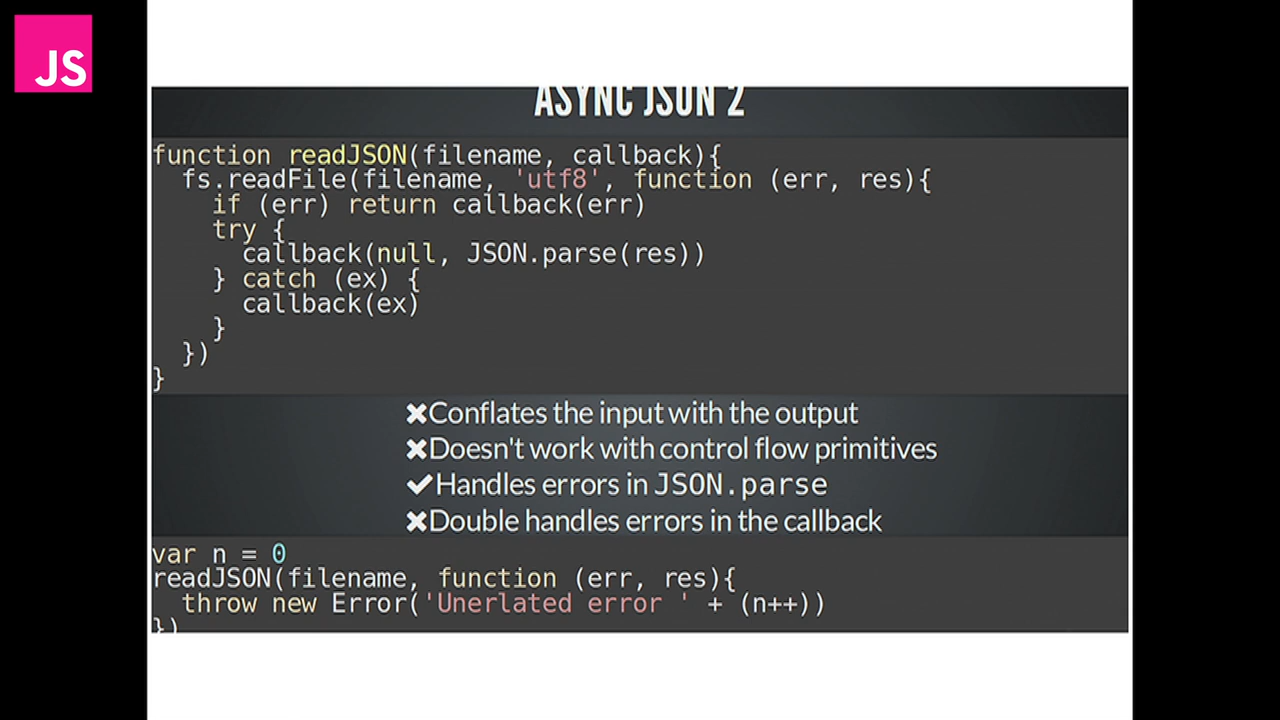 JS
ASYNC JSON 2
function readJSON(filename, callback){
  fs.readFile(filename, 'utf8', function (err, res){
    if (err) return callback(err)
    try {
      callback(null, JSON.parse(res))
    } catch (ex) {
      callback(ex)
    }
  })
}
✖Conflates the input with the output
✖Doesn't work with control flow primitives
✔Handles errors in JSON.parse
✖Double handles errors in the callback
var n = 0
readJSON(filename, function (err, res){
  throw new Error('Unerlated error ' + (n++))
})